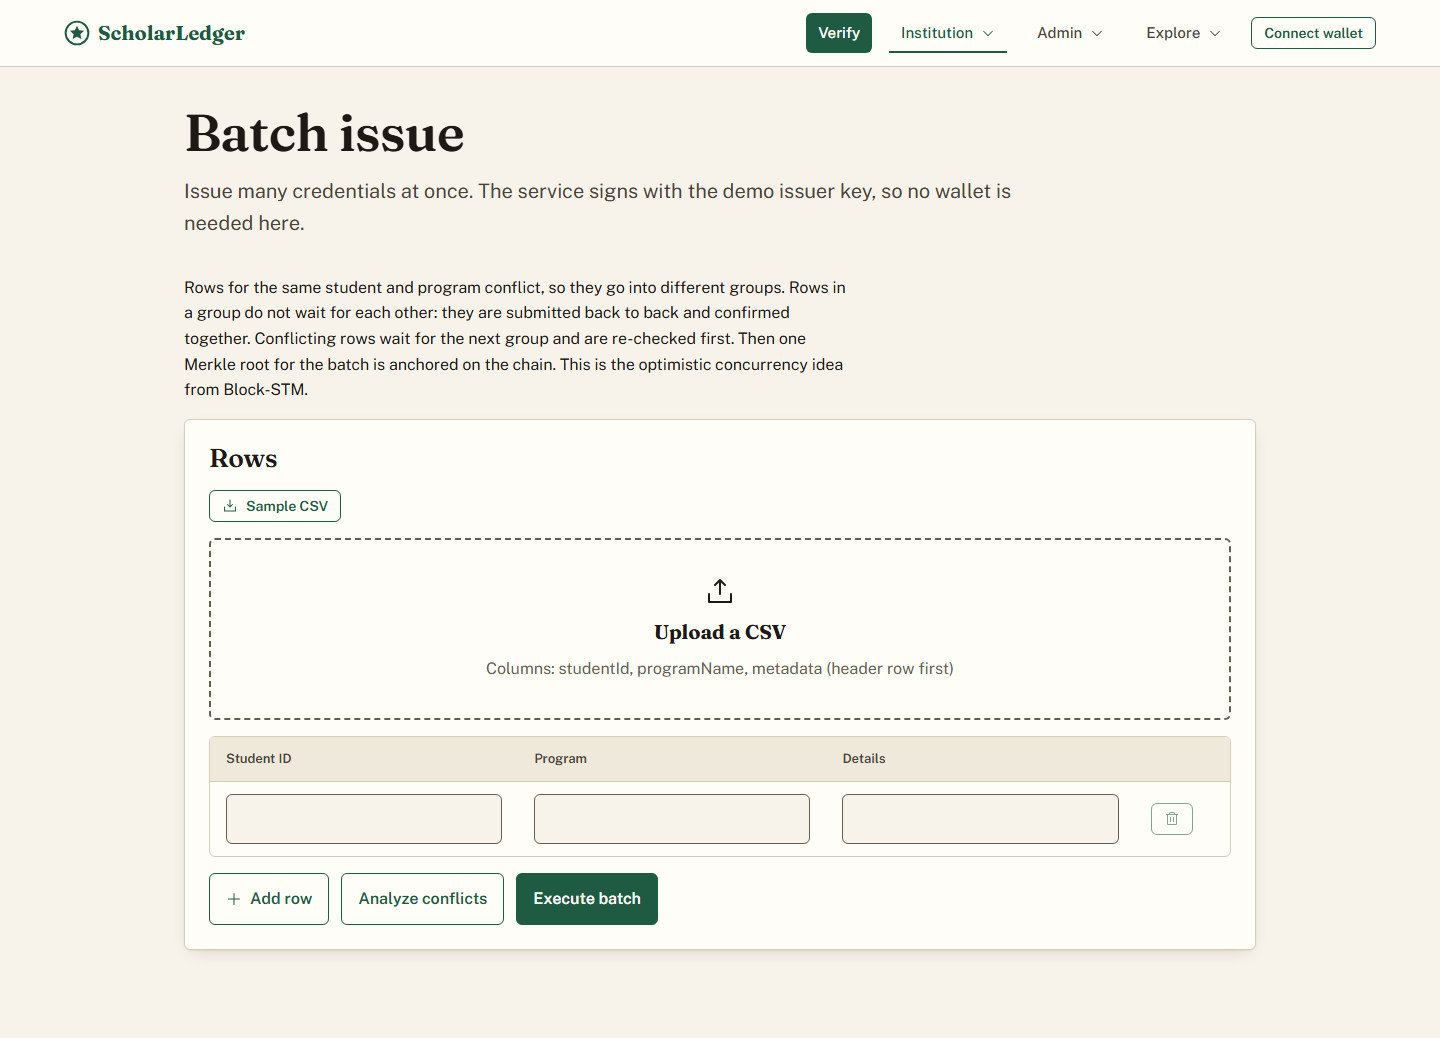 ScholarLedger
Verify
Institution
Admin
Explore
Connect wallet
Batch issue
Issue many credentials at once. The service signs with the demo issuer key, so no wallet is
needed here.
Rows for the same student and program conflict, so they go into different groups. Rows in
a group do not wait for each other: they are submitted back to back and confirmed
together. Conflicting rows wait for the next group and are re-checked first. Then one
Merkle root for the batch is anchored on the chain. This is the optimistic concurrency idea
from Block-STM.
Rows
Sample CSV
Upload a CSV
Columns: studentId, programName, metadata (header row first)
Student ID
Program
Details
Add row
Analyze conflicts
Execute batch